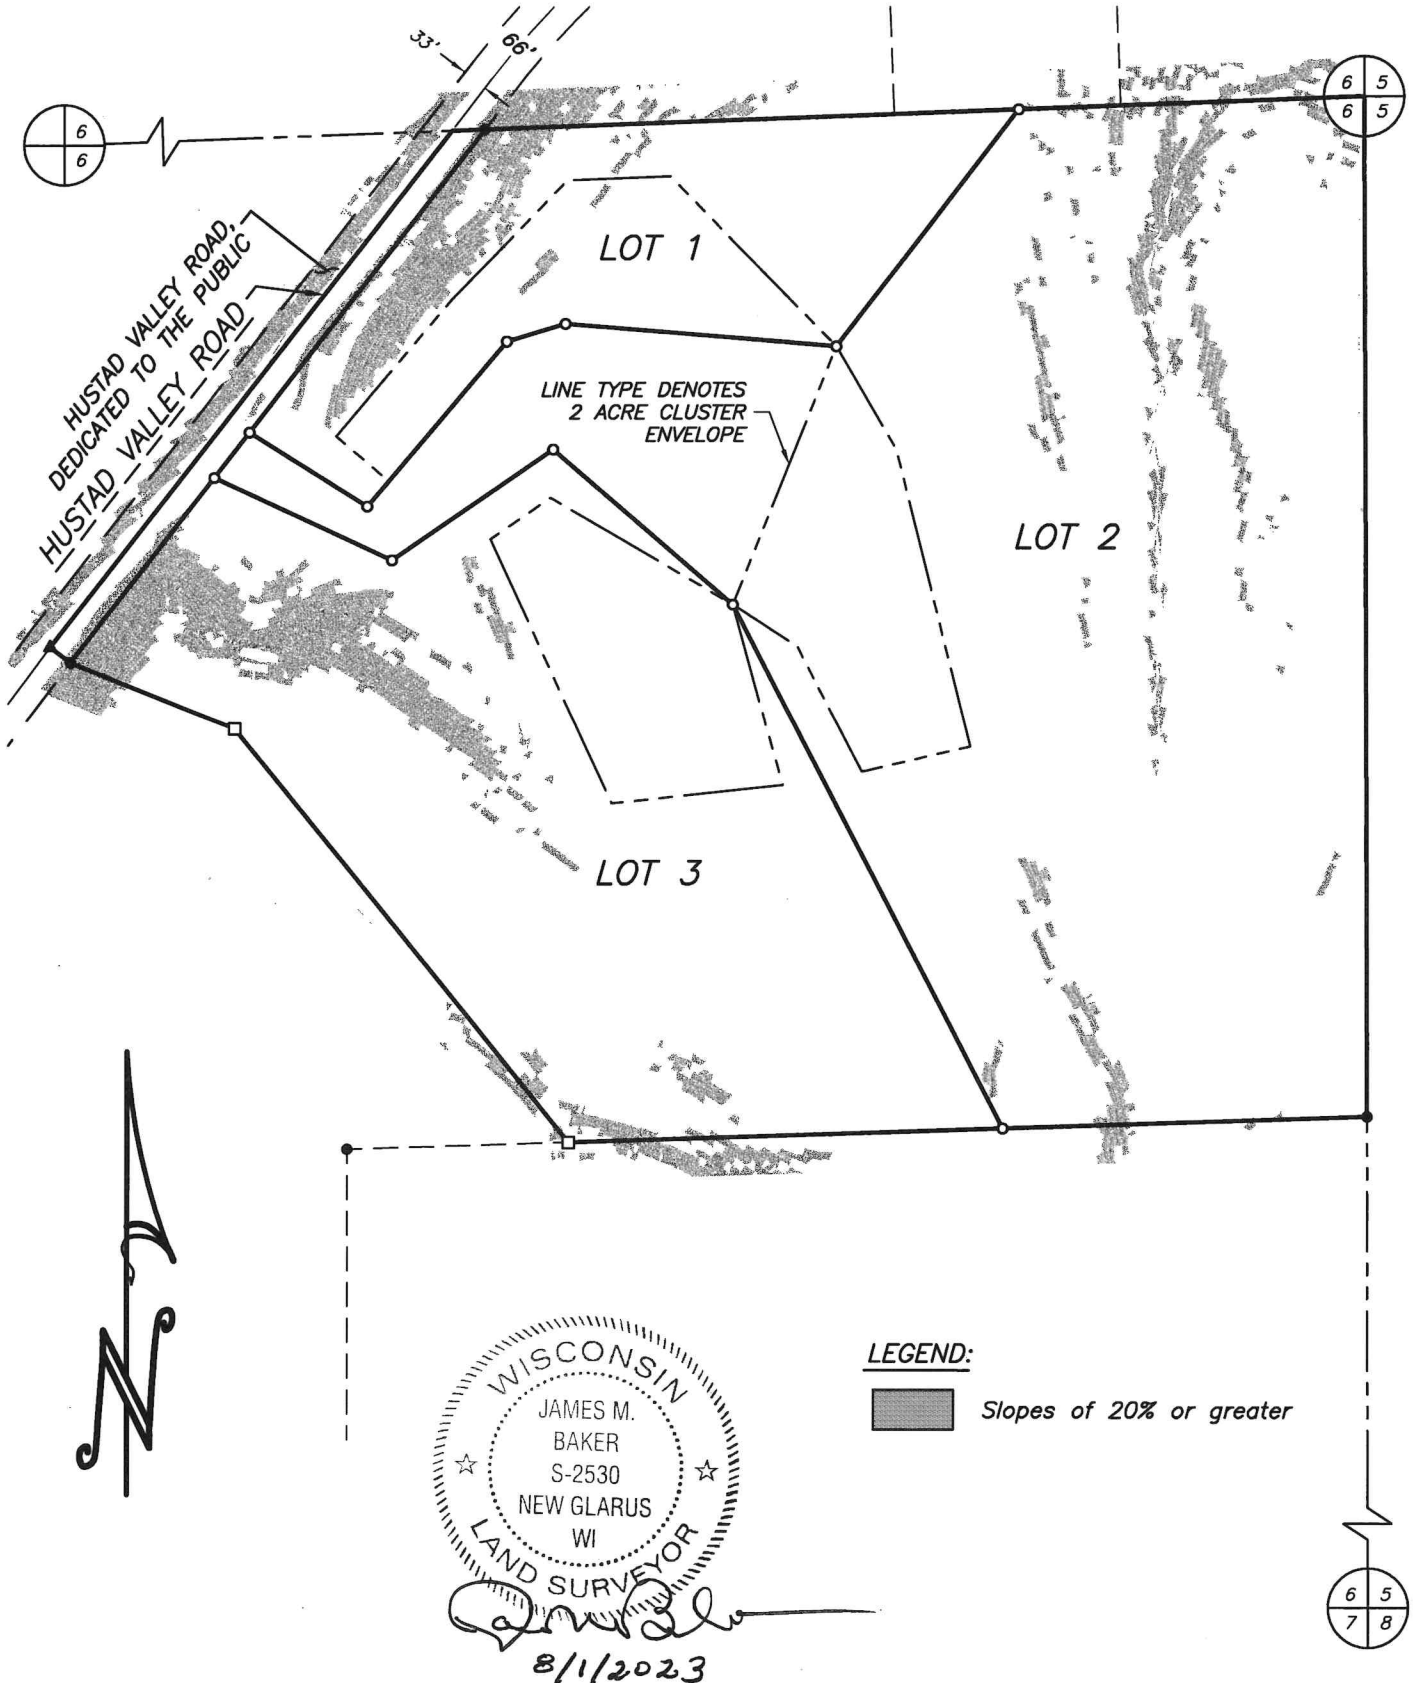 33'
66'
6
6
6 5
6 5
HUSTAD VALLEY ROAD,
DEDICATED TO THE PUBLIC
HUSTAD VALLEY ROAD
LOT 1
LINE TYPE DENOTES
2 ACRE CLUSTER
ENVELOPE
LOT 2
LOT 3
N
WISCONSIN
JAMES M.
BAKER
S-2530
NEW GLARUS
WI
LAND SURVEYOR
8/1/2023
LEGEND:
Slopes of 20% or greater
6 5
7 8